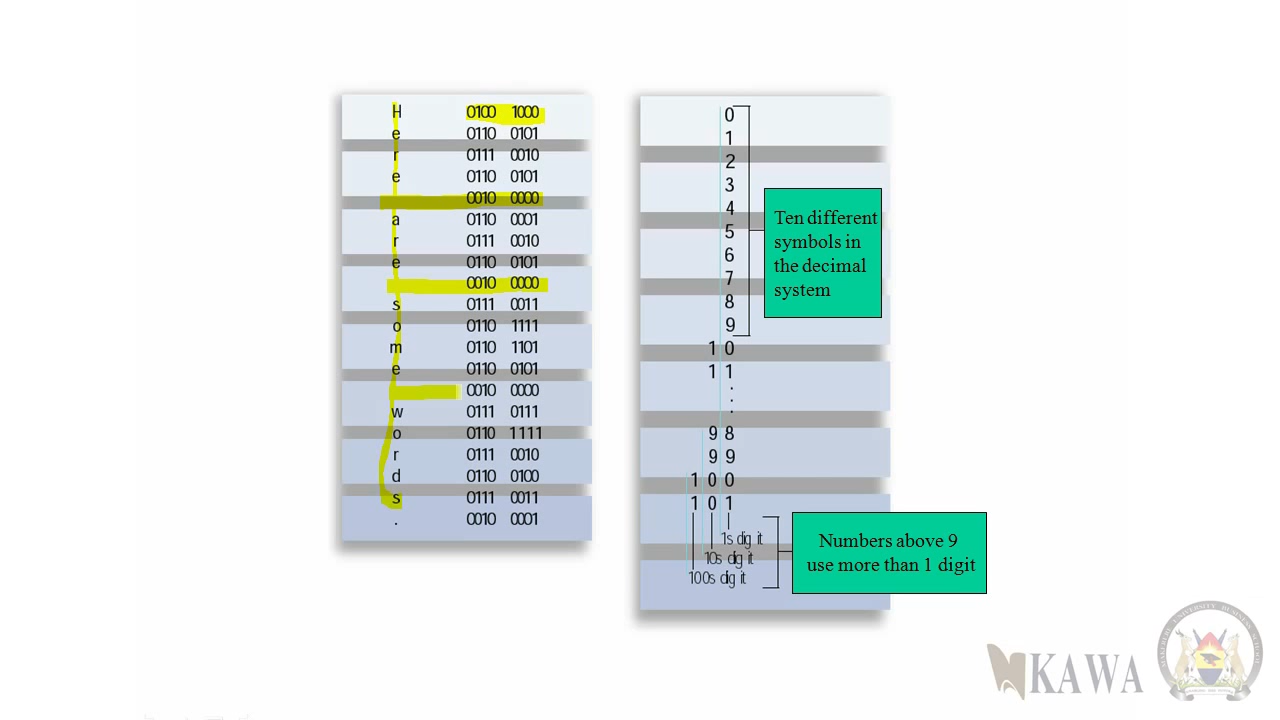 H 0100 1000
e 0110 0101
r 0111 0010
e 0110 0101
0010 0000
a 0110 0001
r 0111 0010
e 0110 0101
0010 0000
s 0111 0011
o 0110 1111
m 0110 1101
e 0110 0101
0010 0000
w 0111 0111
o 0110 1111
r 0111 0010
d 0110 0100
s 0111 0011
. 0010 0001
0
1
2
3
4
5
6
7
8
9
10
11
.
.
.
98
99
100
101
1s digit
10s digit
100s digit
Ten different
symbols in
the decimal
system
Numbers above 9
use more than 1 digit
KAWA
MAKERERE UNIVERSITY BUSINESS SCHOOL